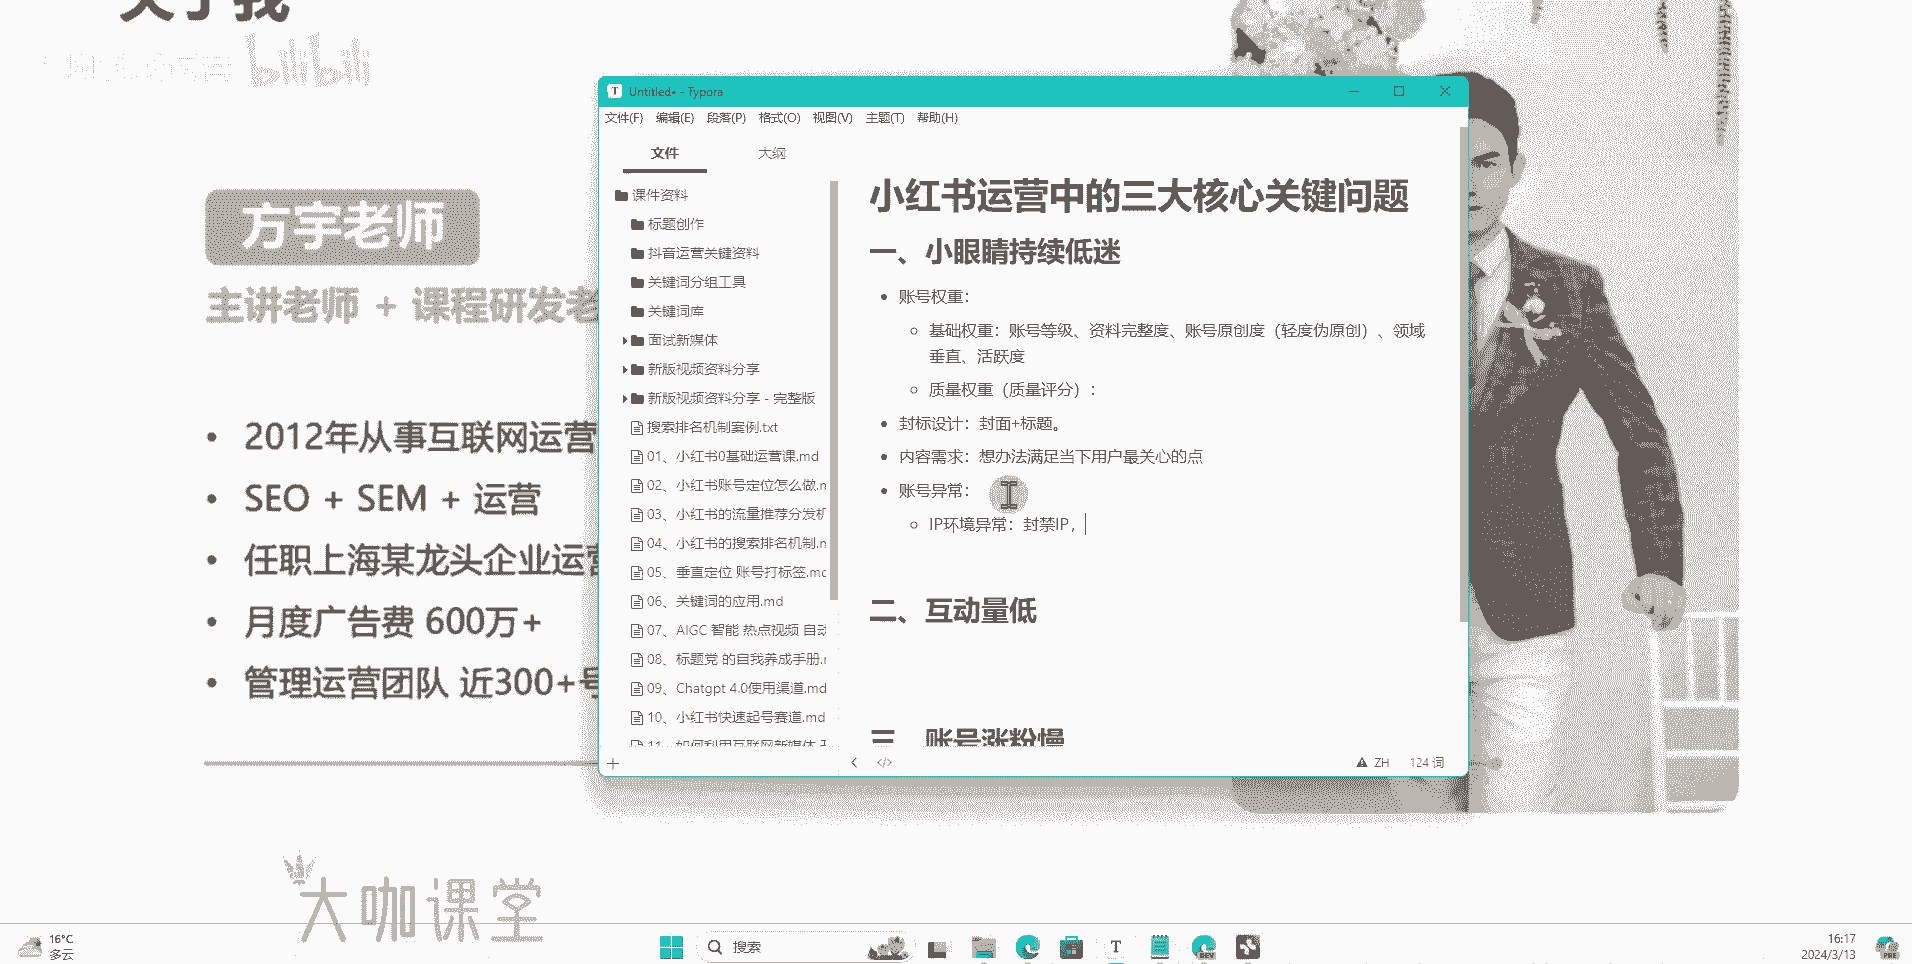 关于我
bilibili
方宇老师
主讲老师 + 课程研发老
• 2012年从事互联网运营
• SEO + SEM + 运营
• 任职上海某龙头企业运营
• 月度广告费 600万+
• 管理运营团队 近300+号
大咖课堂
Untitled• - Typora
文件(F) 编辑(E) 段落(P) 格式(O) 视图(V) 主题(T) 帮助(H)
文件 大纲
课件资料
标题创作
抖音运营关键资料
关键词分组工具
关键词库
面试新媒体
新版视频资料分享
新版视频资料分享 - 完整版
搜索排名机制案例.txt
01、小红书0基础运营课.md
02、小红书账号定位怎么做.m
03、小红书的流量推荐分发机
04、小红书的搜索排名机制.m
05、垂直定位 账号打标签.md
06、关键词的应用.md
07、AIGC 智能 热点视频 自动
08、标题党 的自我养成手册.m
09、Chatgpt 4.0使用渠道.md
10、小红书快速起号赛道.md
11、如何利用互联网新媒体
小红书运营中的三大核心关键问题
一、小眼睛持续低迷
• 账号权重：
基础权重：账号等级、资料完整度、账号原创度（轻度伪原创）、领域
垂直、活跃度
质量权重（质量评分）：
• 封标设计：封面+标题。
• 内容需求：想办法满足当下用户最关心的点
• 账号异常：
IP环境异常：封禁IP，
二、互动量低
三、账号涨粉慢
ZH 124 词
16°C
多云
搜索
T
DEV
16:17
2024/3/13
PRE